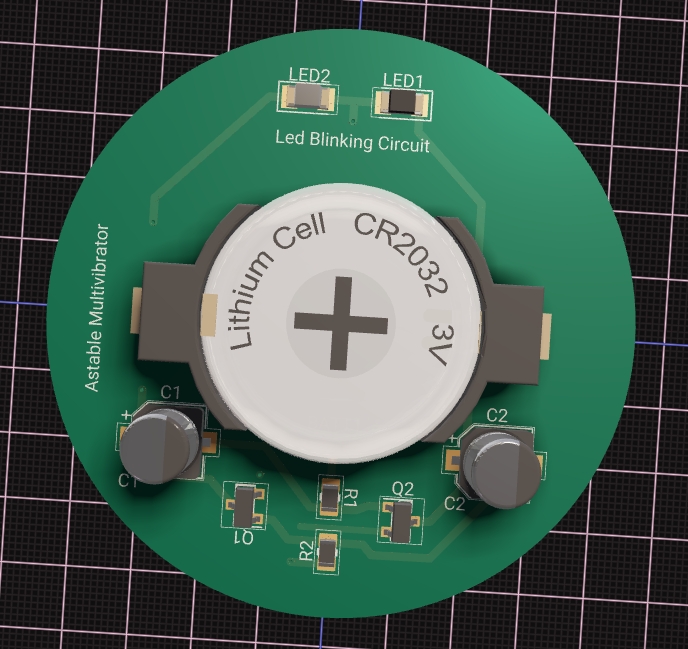 LED2
LED1
Led Blinking Circuit
Lithium Cell CR2032 3V
Astable Multivibrator
C1
+
C1
C2
+
C2
Q1
R1
Q2
R2